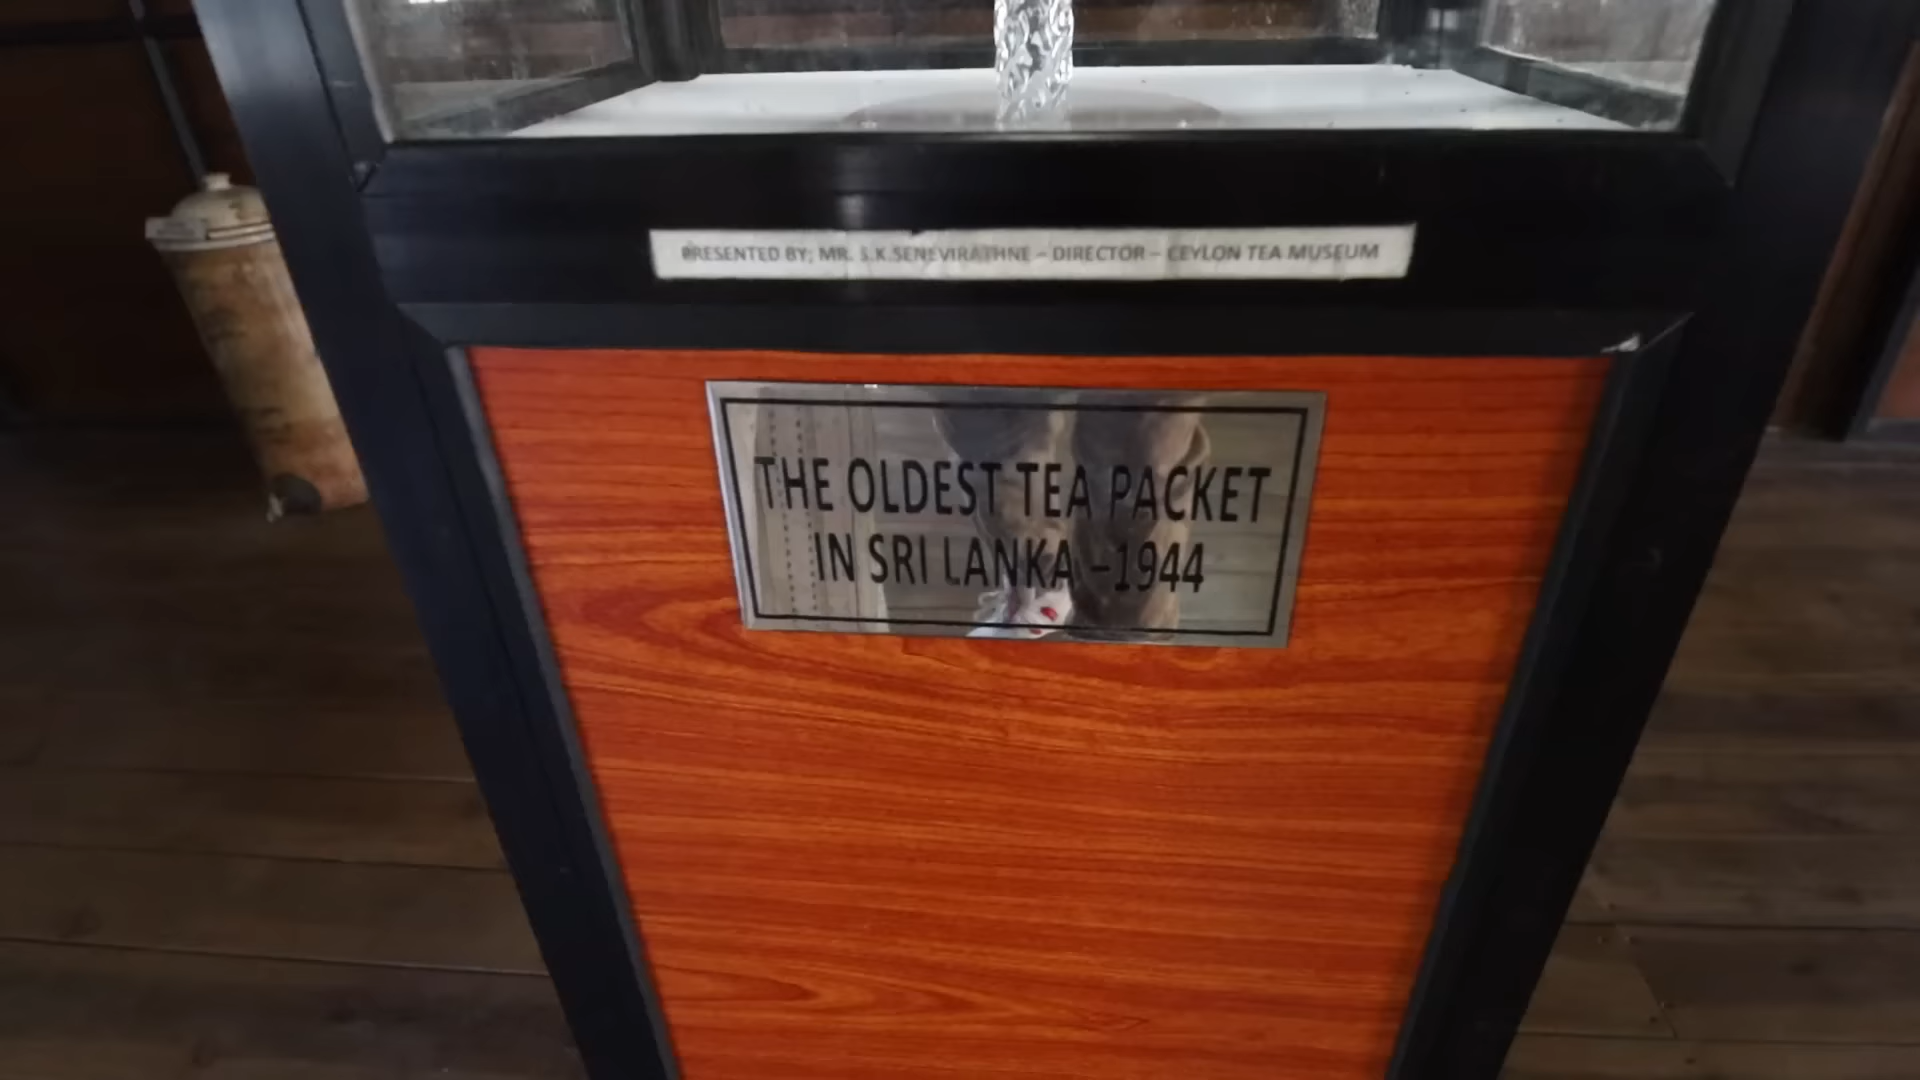 PRESENTED BY; MR. S.K.SENEVIRATHNE – DIRECTOR – CEYLON TEA MUSEUM
THE OLDEST TEA PACKET
IN SRI LANKA –1944